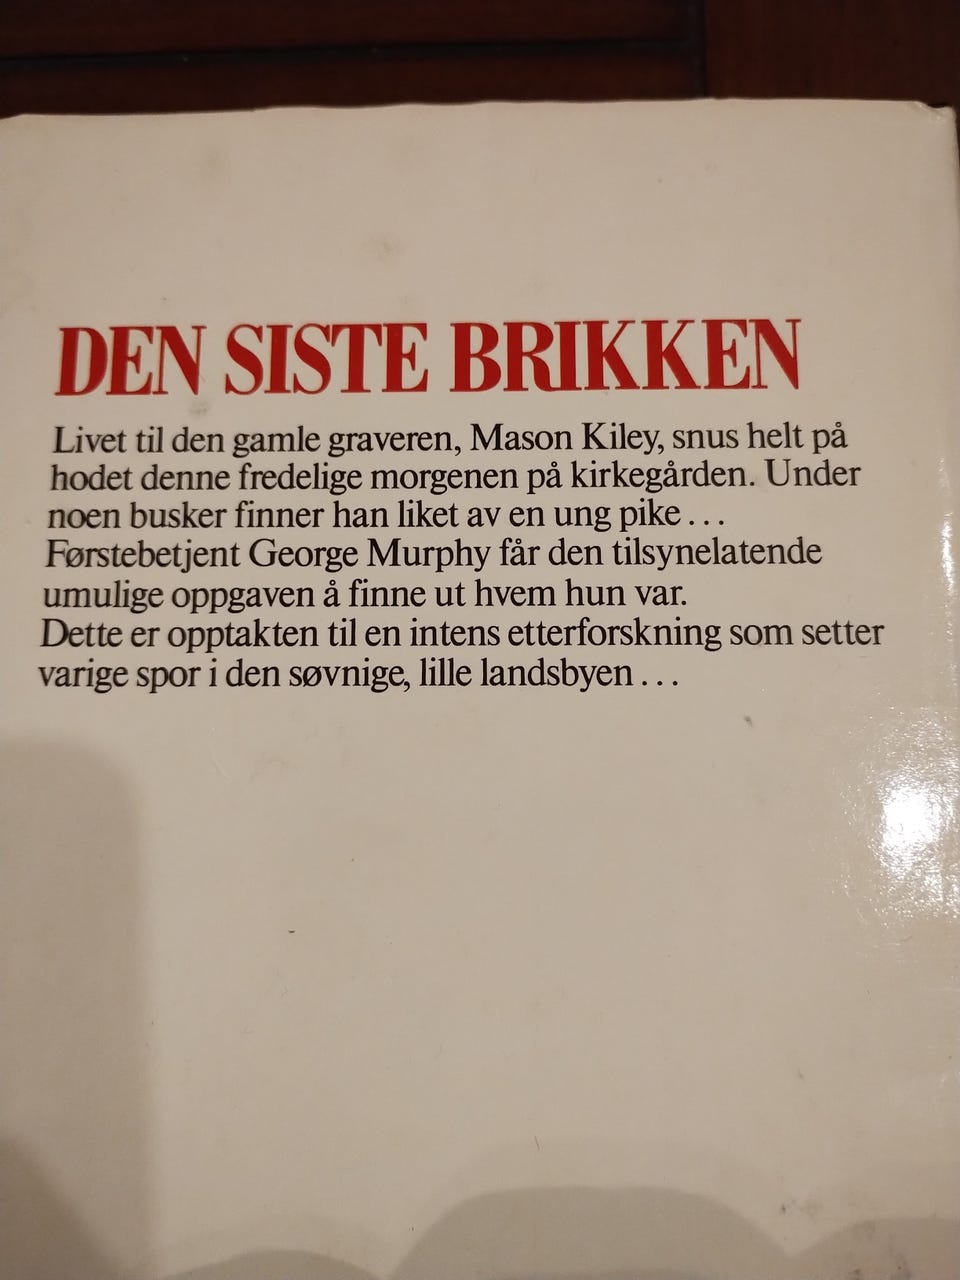 DEN SISTE BRIKKEN
Livet til den gamle graveren, Mason Kiley, snus helt på
hodet denne fredelige morgenen på kirkegården. Under
noen busker finner han liket av en ung pike...
Førstebetjent George Murphy får den tilsynelatende
umulige oppgaven å finne ut hvem hun var.
Dette er opptakten til en intens etterforskning som setter
varige spor i den søvnige, lille landsbyen...